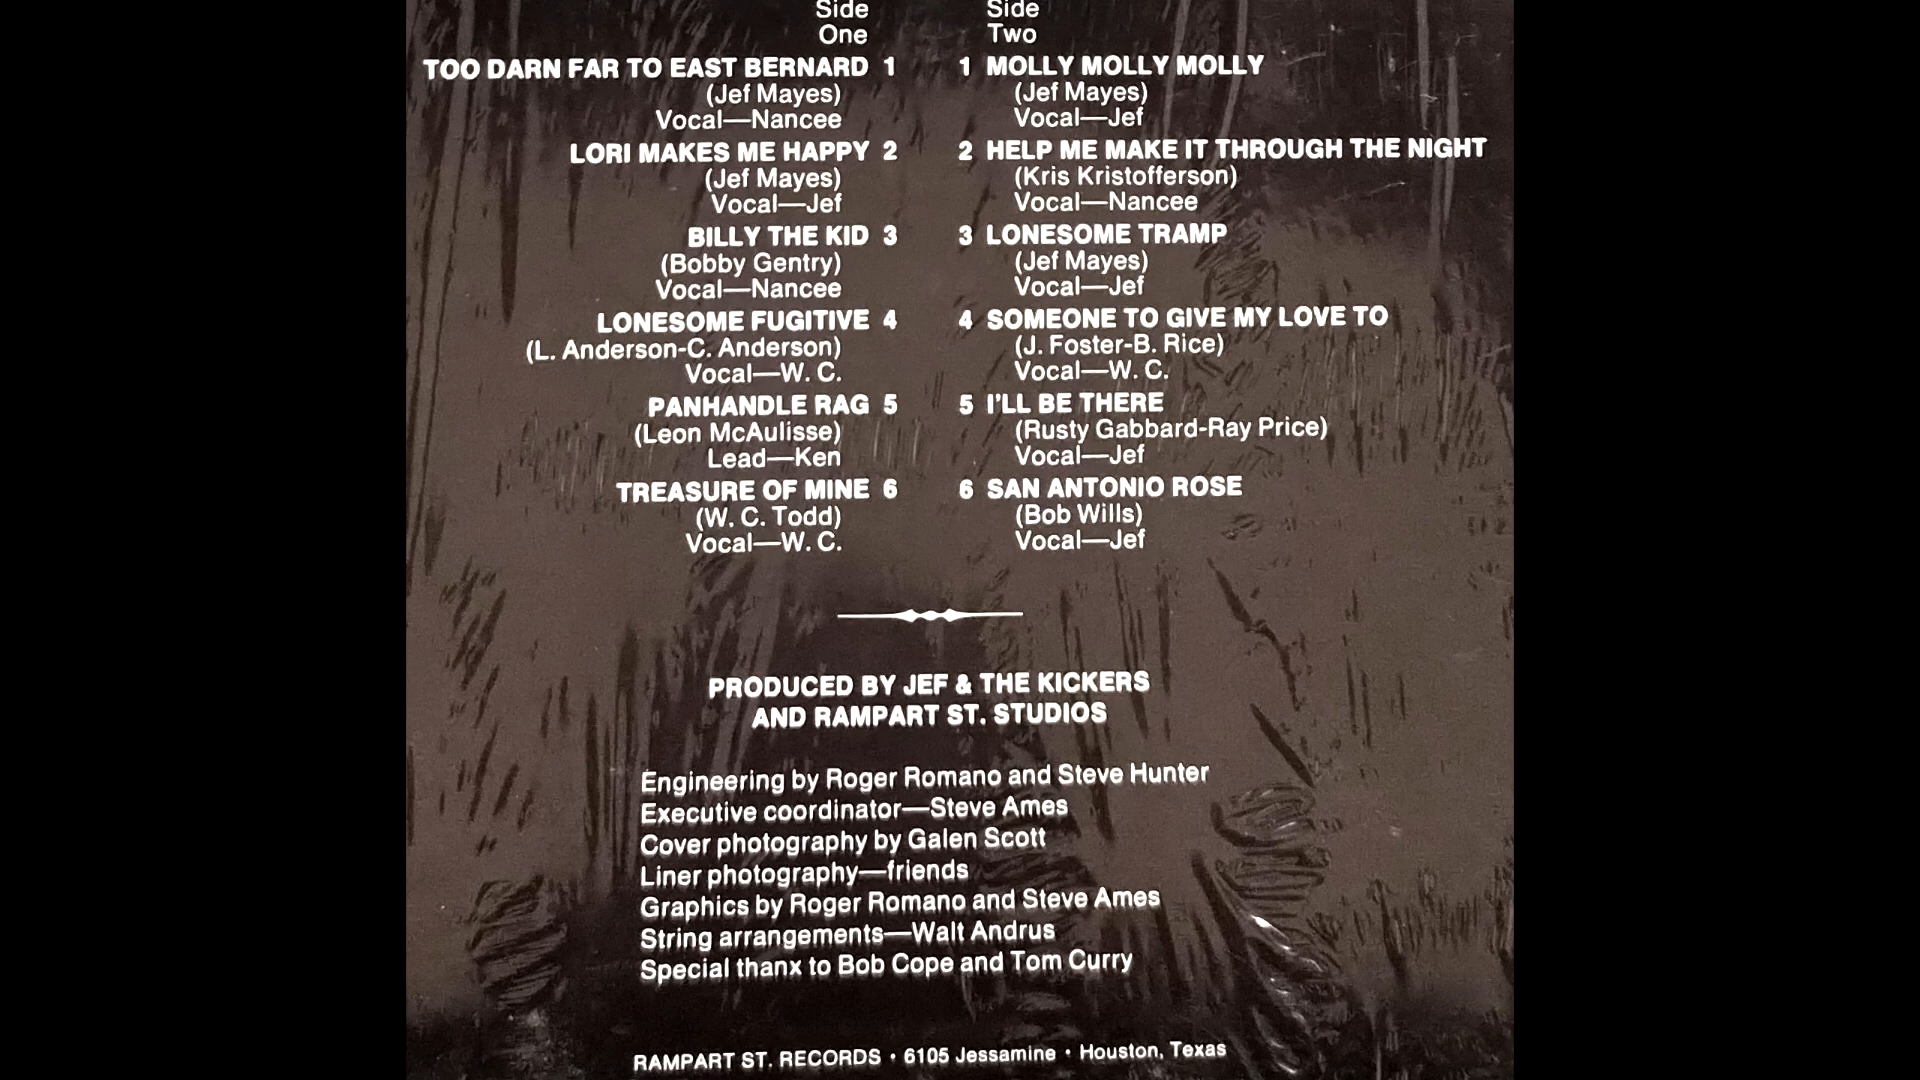 Side
One
TOO DARN FAR TO EAST BERNARD 1
(Jef Mayes)
Vocal—Nancee
LORI MAKES ME HAPPY 2
(Jef Mayes)
Vocal—Jef
BILLY THE KID 3
(Bobby Gentry)
Vocal—Nancee
LONESOME FUGITIVE 4
(L. Anderson-C. Anderson)
Vocal—W. C.
PANHANDLE RAG 5
(Leon McAulisse)
Lead—Ken
TREASURE OF MINE 6
(W. C. Todd)
Vocal—W. C.
Side
Two
1 MOLLY MOLLY MOLLY
(Jef Mayes)
Vocal—Jef
2 HELP ME MAKE IT THROUGH THE NIGHT
(Kris Kristofferson)
Vocal—Nancee
3 LONESOME TRAMP
(Jef Mayes)
Vocal—Jef
4 SOMEONE TO GIVE MY LOVE TO
(J. Foster-B. Rice)
Vocal—W. C.
5 I'LL BE THERE
(Rusty Gabbard-Ray Price)
Vocal—Jef
6 SAN ANTONIO ROSE
(Bob Wills)
Vocal—Jef
PRODUCED BY JEF & THE KICKERS
AND RAMPART ST. STUDIOS
Engineering by Roger Romano and Steve Hunter
Executive coordinator—Steve Ames
Cover photography by Galen Scott
Liner photography—friends
Graphics by Roger Romano and Steve Ames
String arrangements—Walt Andrus
Special thanx to Bob Cope and Tom Curry
RAMPART ST. RECORDS • 6105 Jessamine • Houston, Texas